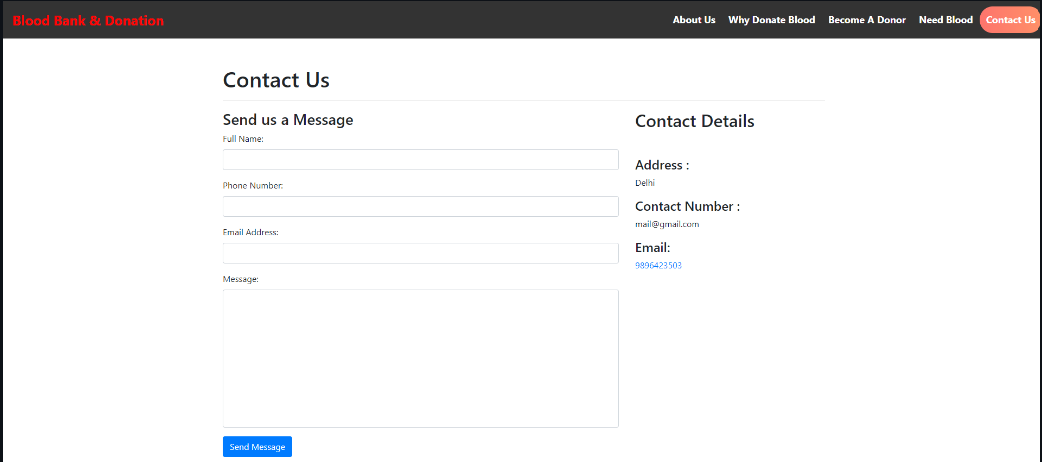 Blood Bank & Donation
About Us Why Donate Blood Become A Donor Need Blood Contact Us
Contact Us
Send us a Message
Full Name:
Phone Number:
Email Address:
Message:
Send Message
Contact Details
Address :
Delhi
Contact Number :
mail@gmail.com
Email:
9896423503